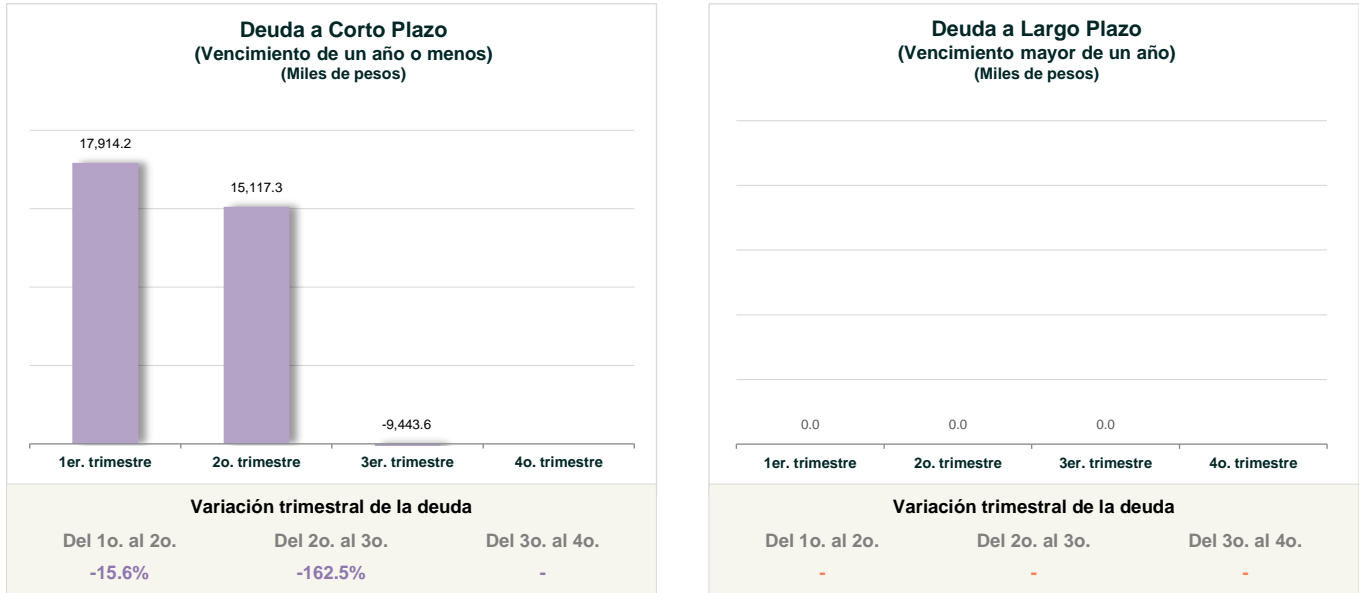 Deuda a Corto Plazo
(Vencimiento de un año o menos)
(Miles de pesos)
17,914.2
15,117.3
-9,443.6
1er. trimestre 2o. trimestre 3er. trimestre 4o. trimestre
Variación trimestral de la deuda
Del 1o. al 2o. Del 2o. al 3o. Del 3o. al 4o.
-15.6% -162.5% -
Deuda a Largo Plazo
(Vencimiento mayor de un año)
(Miles de pesos)
0.0 0.0 0.0
1er. trimestre 2o. trimestre 3er. trimestre 4o. trimestre
Variación trimestral de la deuda
Del 1o. al 2o. Del 2o. al 3o. Del 3o. al 4o.
- - -